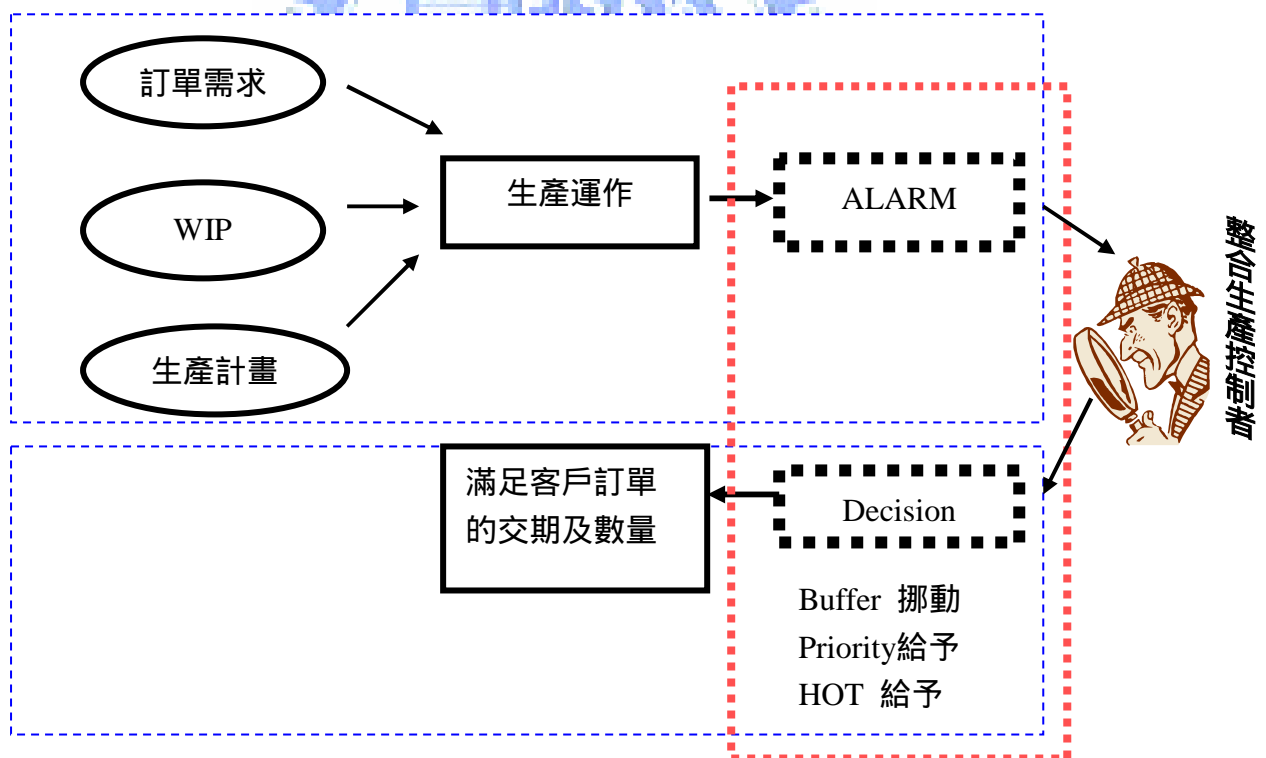 訂單需求
WIP
生產計畫
生產運作
ALARM
整合生產控制者
滿足客戶訂單
的交期及數量
Decision
Buffer 挪動
Priority給予
HOT 給予